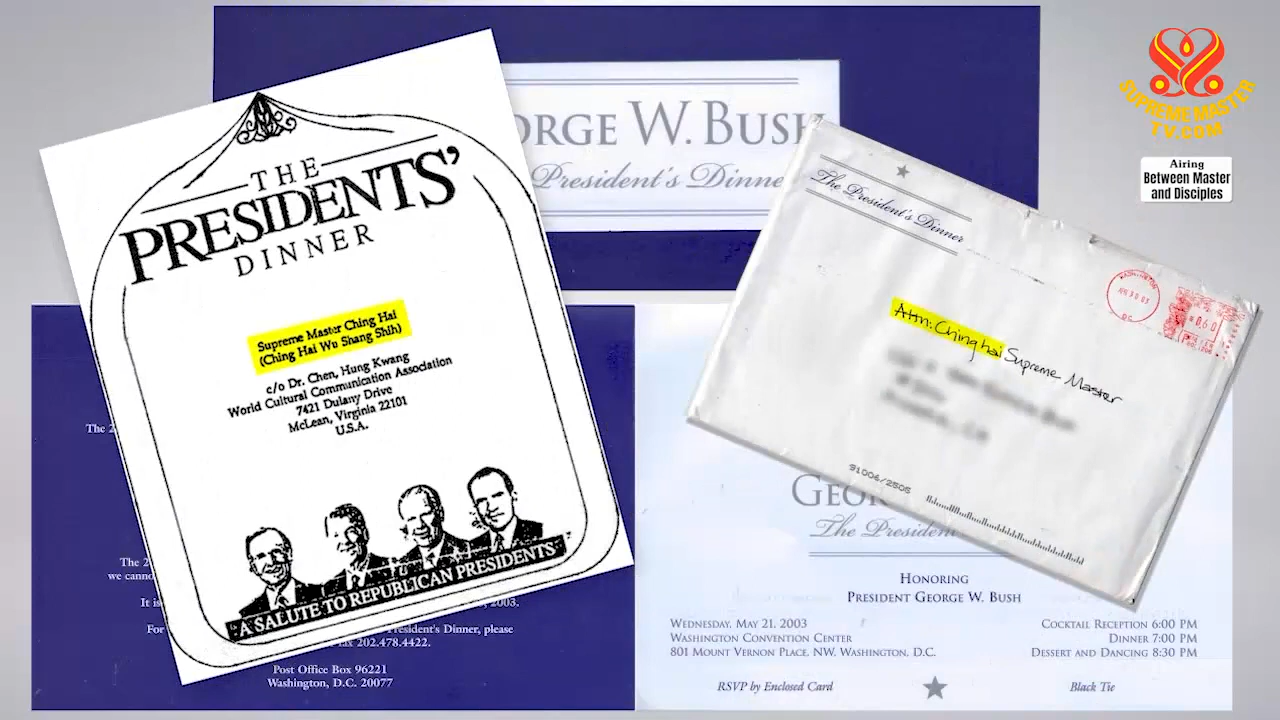 THE
PRESIDENTS'
DINNER
Supreme Master Ching Hai
(Ching Hai Wu Shang Shih)
c/o Dr. Chen, Hung Kwang
World Cultural Communication Association
7421 Dulany Drive
McLean, Virginia 22101
U.S.A.
A SALUTE TO REPUBLICAN PRESIDENTS
ORGE W. BUSH
President's Dinne
The President's Dinner
WASHINGTON
DC
Attn: Ching hai Supreme Master
91006/2505
SUPREME MASTER
TV.COM
Airing
Between Master
and Disciples
The 2
The 2
we canno
It is
, 2003.
For
resident's Dinner, please
202.478.4422.
Post Office Box 96221
Washington, D.C. 20077
GEOR
The Presiden
HONORING
PRESIDENT GEORGE W. BUSH
WEDNESDAY, MAY 21, 2003
WASHINGTON CONVENTION CENTER
801 MOUNT VERNON PLACE, NW, WASHINGTON, D.C.
COCKTAIL RECEPTION 6:00 PM
DINNER 7:00 PM
DESSERT AND DANCING 8:30 PM
RSVP by Enclosed Card
Black Tie